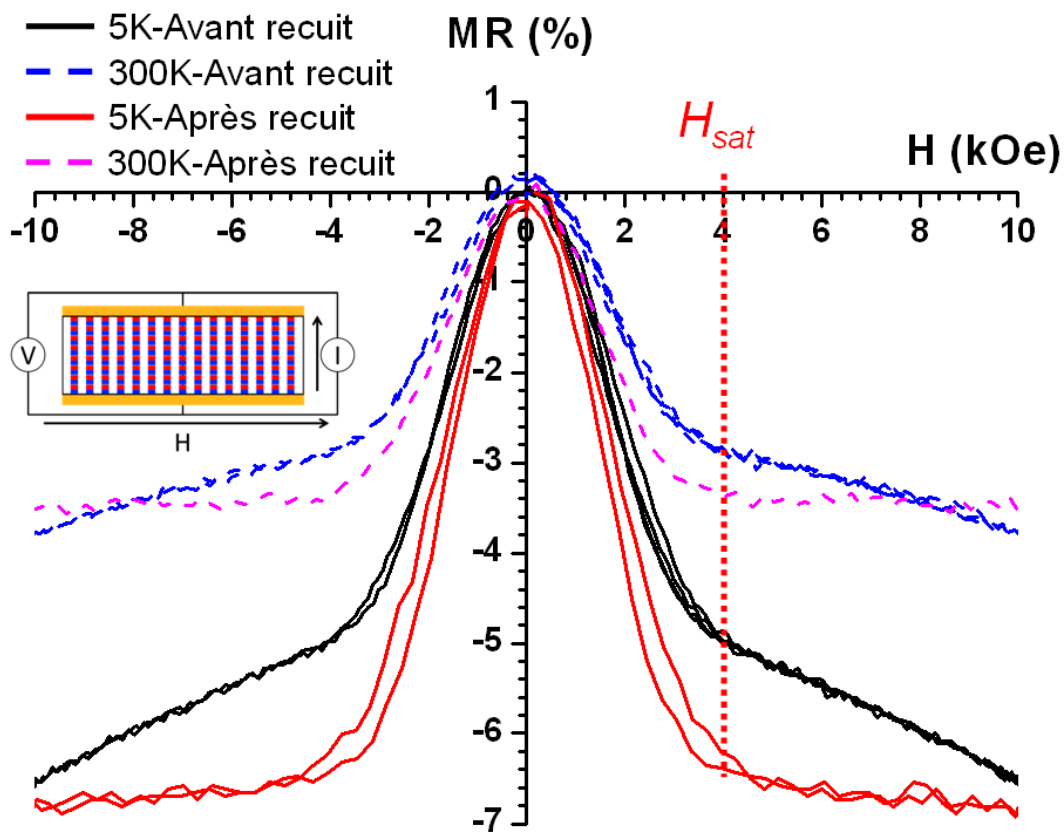 5K-Avant recuit
300K-Avant recuit
5K-Après recuit
300K-Après recuit
MR (%)
H (kOe)
H_sat
1
0
-10 -8 -6 -4 -2 0 2 4 6 8 10
-1
-2
-3
-4
-5
-6
-7
V
I
H